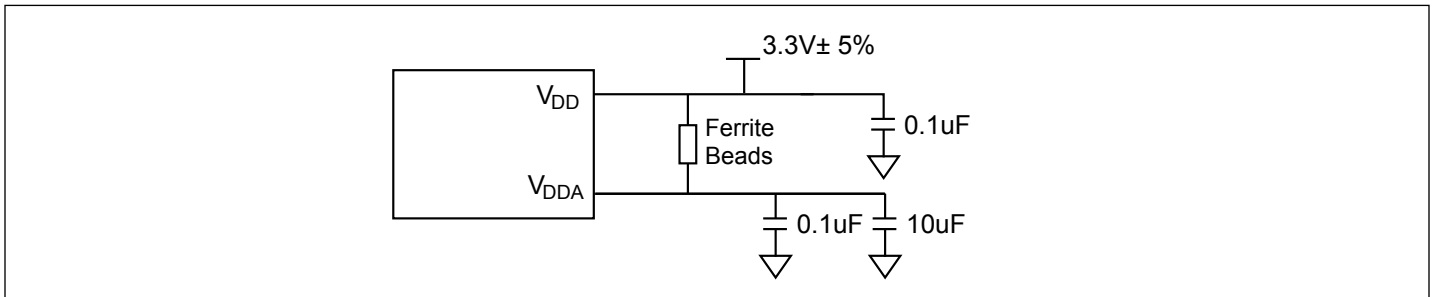 3.3V± 5%
VDD
0.1uF
Ferrite
Beads
VDDA
0.1uF
10uF